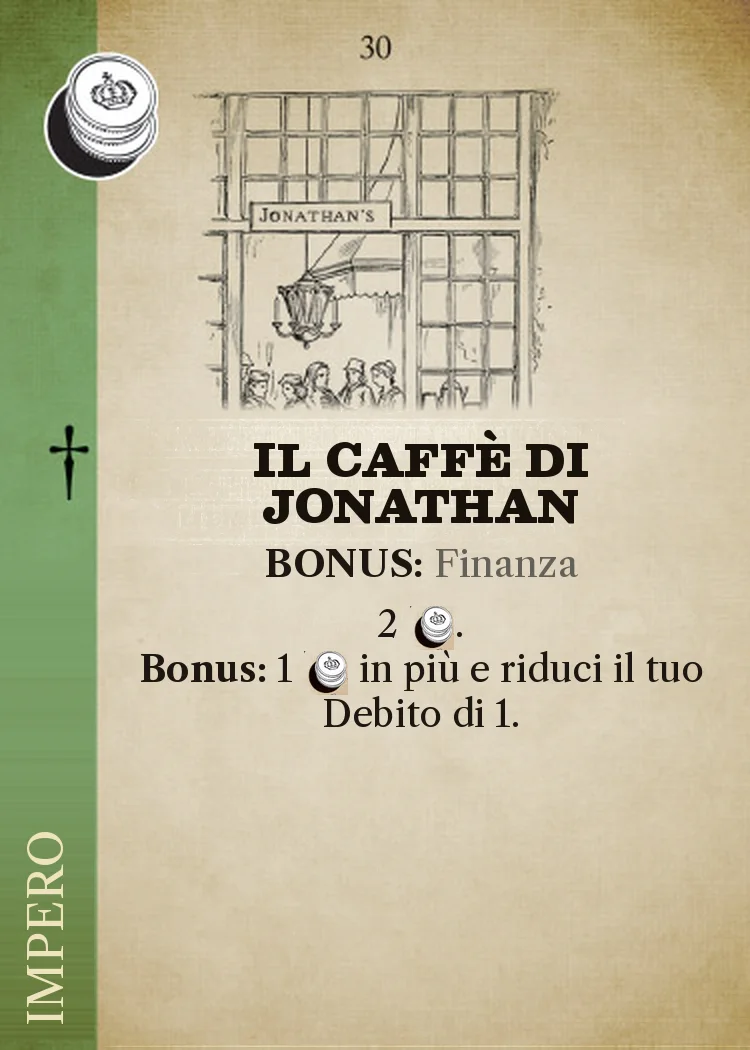 30
JONATHAN'S
IL CAFFÈ DI
JONATHAN
BONUS: Finanza
2 .
Bonus: 1 in più e riduci il tuo
Debito di 1.
IMPERO